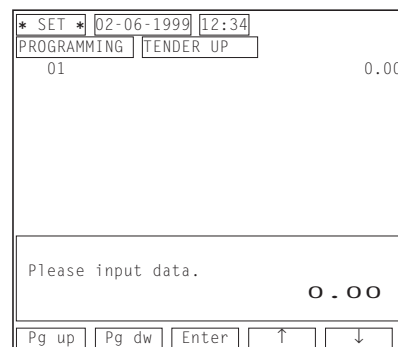 * SET * 02-06-1999 12:34
PROGRAMMING TENDER UP
01 0.00
Please input data.
0.00
Pg up Pg dw Enter ↑ ↓